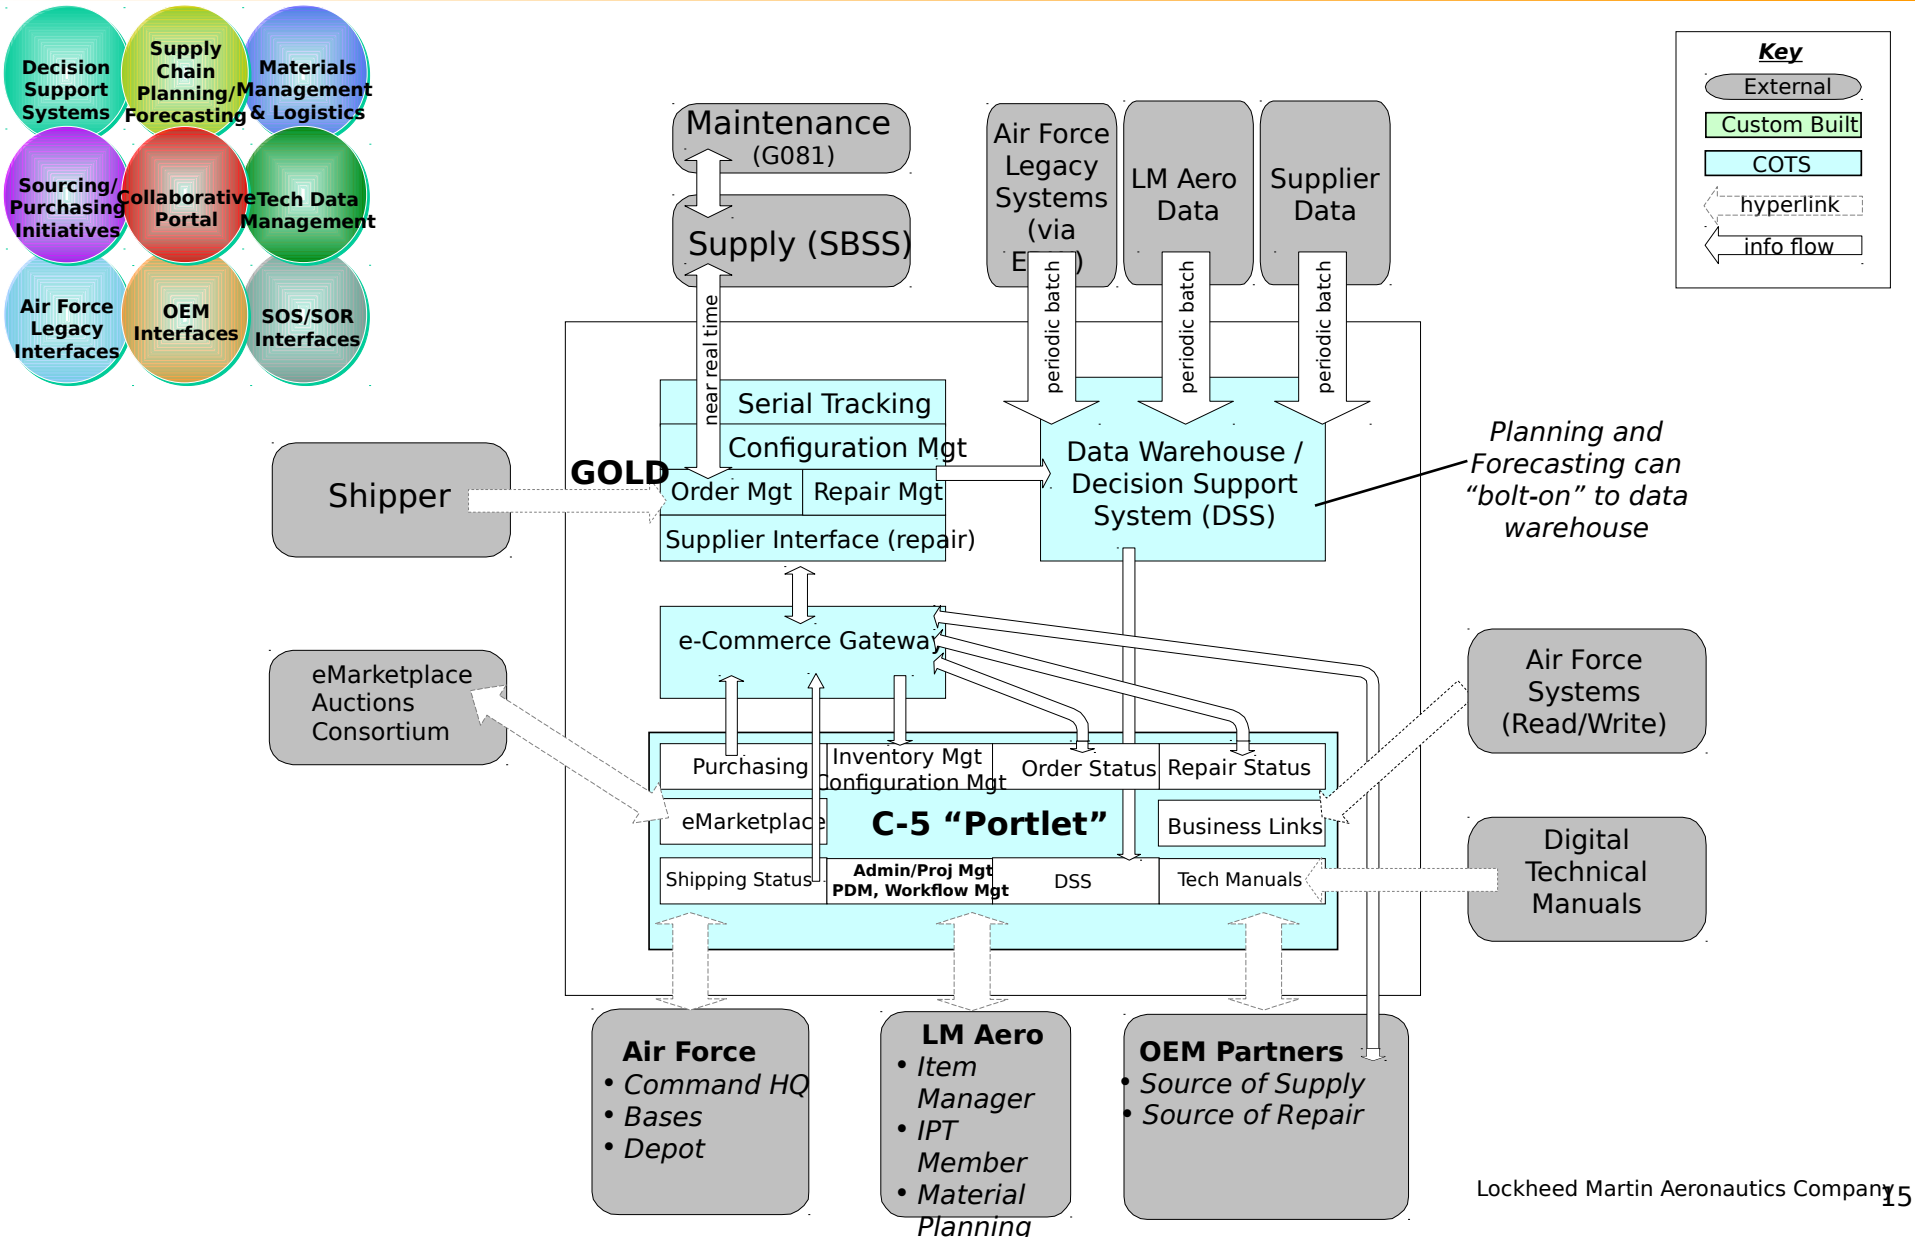 Decision
Support
Systems
Supply
Chain
Planning/
Forecasting
Materials
Management
& Logistics
Sourcing/
Purchasing
Initiatives
Collaborative
Portal
Tech Data
Management
Air Force
Legacy
Interfaces
OEM
Interfaces
SOS/SOR
Interfaces
Key
External
Custom Built
COTS
hyperlink
info flow
Maintenance
(G081)
Supply (SBSS)
near real time
Air Force
Legacy
Systems
(via
LM Aero
Data
Supplier
Data
periodic batch
periodic batch
periodic batch
GOLD
Serial Tracking
Configuration Mgt
Order Mgt
Repair Mgt
Supplier Interface (repair)
Data Warehouse /
Decision Support
System (DSS)
Planning and
Forecasting can
“bolt-on” to data
warehouse
Shipper
e-Commerce Gateway
eMarketplace
Auctions
Consortium
Air Force
Systems
(Read/Write)
Purchasing
Inventory Mgt
Configuration Mgt
Order Status
Repair Status
eMarketplace
C-5 “Portlet”
Business Links
Shipping Status
Admin/Proj Mgt
PDM, Workflow Mgt
DSS
Tech Manuals
Digital
Technical
Manuals
Air Force
• Command HQ
• Bases
• Depot
LM Aero
• Item
Manager
• IPT
Member
• Material
Planning
OEM Partners
• Source of Supply
• Source of Repair
Lockheed Martin Aeronautics Company
15